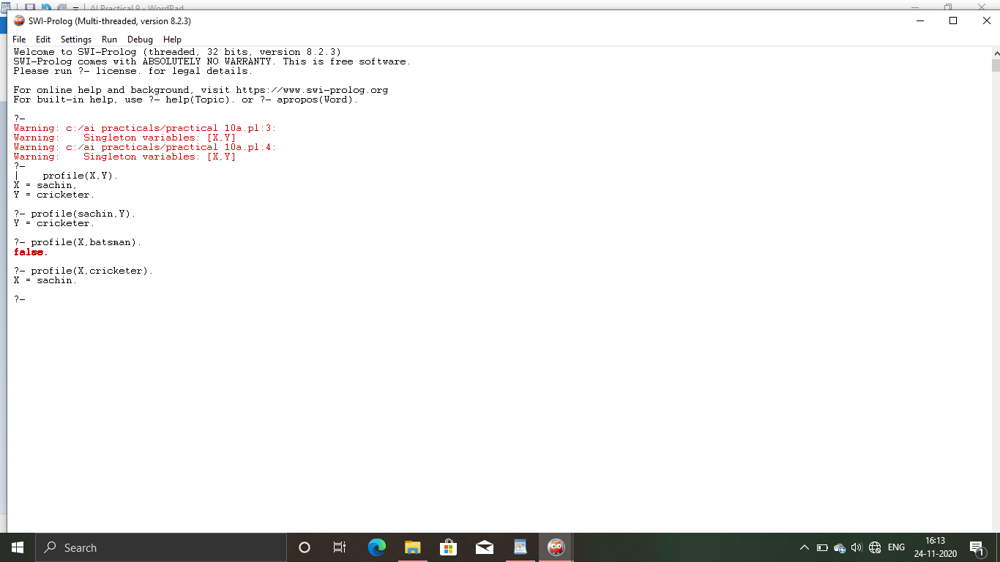 AI Practical 9 - WordPad
SWI-Prolog (Multi-threaded, version 8.2.3)
File Edit Settings Run Debug Help
Welcome to SWI-Prolog (threaded, 32 bits, version 8.2.3)
SWI-Prolog comes with ABSOLUTELY NO WARRANTY. This is free software.
Please run ?- license. for legal details.
For online help and background, visit https://www.swi-prolog.org
For built-in help, use ?- help(Topic). or ?- apropos(Word).
?-
Warning: c:/ai practicals/practical 10a.pl:3:
Warning:    Singleton variables: [X,Y]
Warning: c:/ai practicals/practical 10a.pl:4:
Warning:    Singleton variables: [X,Y]
?-
|    profile(X,Y).
X = sachin,
Y = cricketer.
?- profile(sachin,Y).
Y = cricketer.
?- profile(X,batsman).
false.
?- profile(X,cricketer).
X = sachin.
?-
Search
ENG
16:13
24-11-2020
1